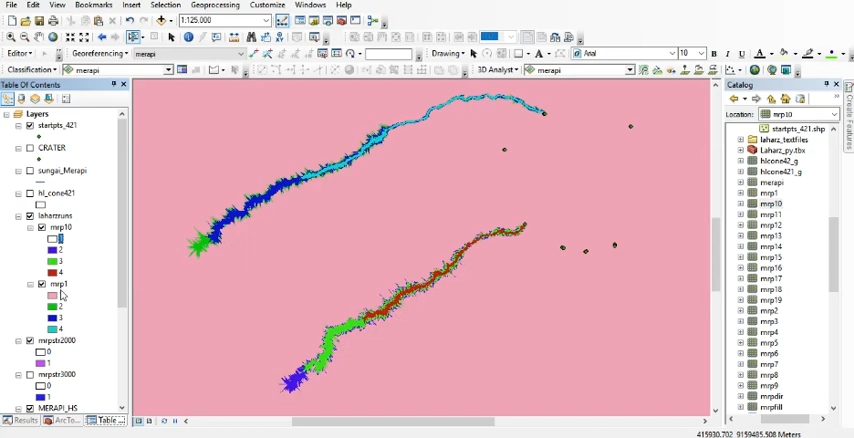 File Edit View Bookmarks Insert Selection Geoprocessing Customize Windows Help
1:125,000
Editor Georeferencing merapi Drawing A Arial 10 B I U A
Classification merapi 3D Analyst merapi
Table Of Contents
Layers
startpts_421
CRATER
sungai_Merapi
hl_cone421
laharzruns
mrp10
2
3
4
mrp1
2
3
4
mrpstr2000
0
1
mrpstr3000
0
1
MERAPI_HS
Results ArcTo... Table ...
Catalog
Location: mrp10
startpts_421.shp
laharz_textfiles
Laharz_py.tbx
hlcone42_g
hlcone421_g
merapi
mrp1
mrp10
mrp11
mrp12
mrp13
mrp14
mrp15
mrp16
mrp17
mrp18
mrp19
mrp2
mrp3
mrp4
mrp5
mrp6
mrp7
mrp8
mrp9
mrpdir
mrpfill
Create Features
415930.702 9159485.508 Meters